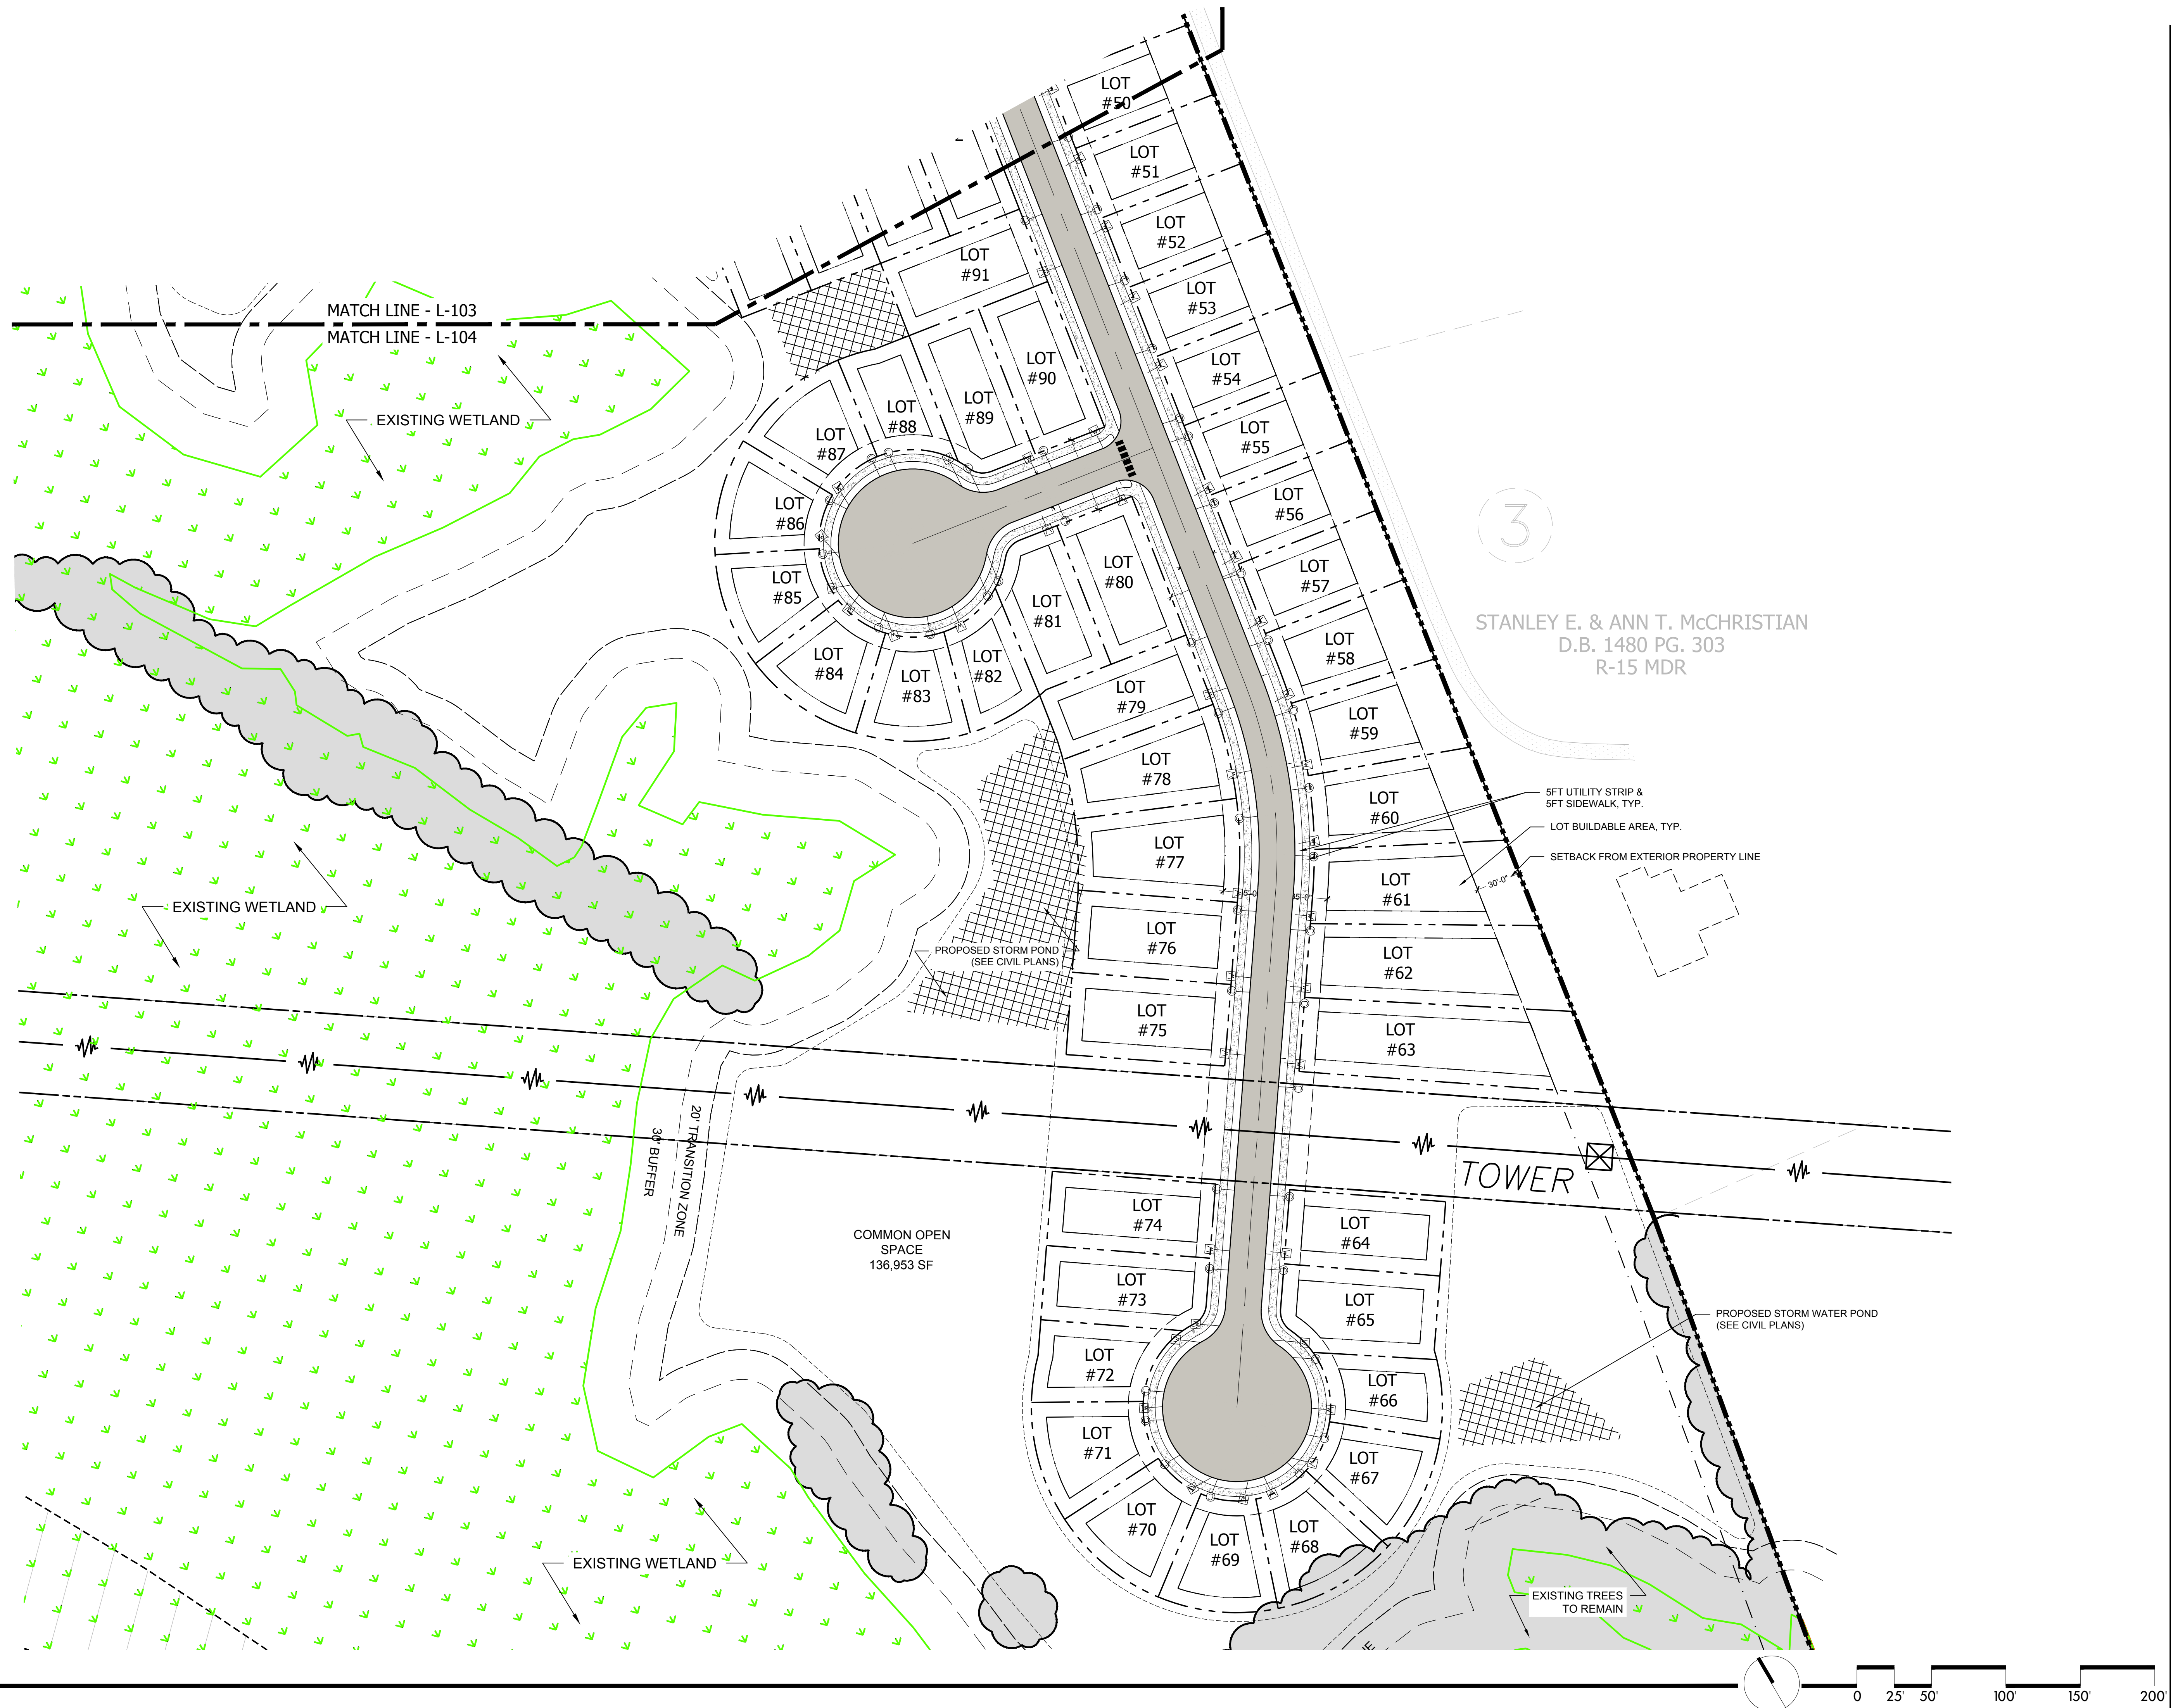 LOT
#50
LOT
#51
LOT
#52
LOT
#53
LOT
#54
LOT
#55
LOT
#56
LOT
#57
LOT
#58
LOT
#59
LOT
#60
LOT
#61
LOT
#62
LOT
#63
LOT
#91
LOT
#90
LOT
#89
LOT
#88
LOT
#87
LOT
#86
LOT
#85
LOT
#84
LOT
#83
LOT
#82
LOT
#81
LOT
#80
LOT
#79
LOT
#78
LOT
#77
LOT
#76
LOT
#75
LOT
#74
LOT
#73
LOT
#72
LOT
#71
LOT
#70
LOT
#69
LOT
#68
LOT
#67
LOT
#66
LOT
#65
LOT
#64
MATCH LINE - L-103
MATCH LINE - L-104
EXISTING WETLAND
EXISTING WETLAND
EXISTING WETLAND
3
STANLEY E. & ANN T. McCHRISTIAN
D.B. 1480 PG. 303
R-15 MDR
5FT UTILITY STRIP &
5FT SIDEWALK, TYP.
LOT BUILDABLE AREA, TYP.
SETBACK FROM EXTERIOR PROPERTY LINE
30'-0"
PROPOSED STORM POND
(SEE CIVIL PLANS)
20' TRANSITION ZONE
30' BUFFER
COMMON OPEN
SPACE
136,953 SF
TOWER
PROPOSED STORM WATER POND
(SEE CIVIL PLANS)
EXISTING TREES
TO REMAIN
0 25' 50' 100' 150' 200'